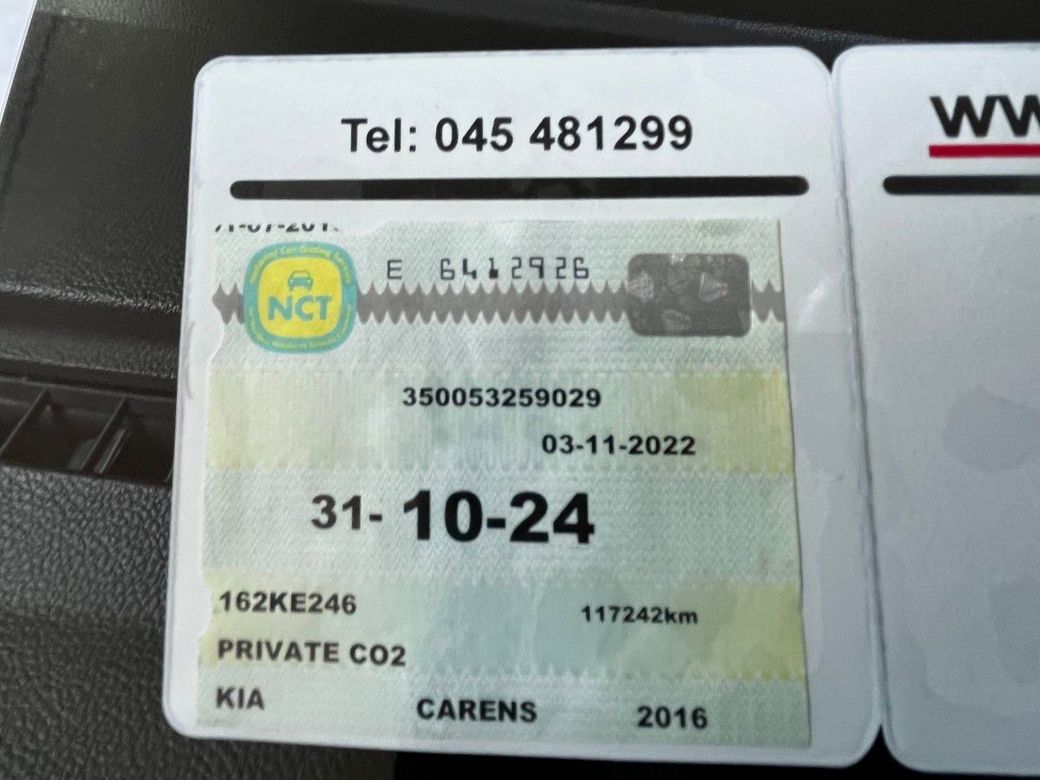 Tel: 045 481299
WW
E 6412926
NCT
350053259029
03-11-2022
31-10-24
162KE246
117242km
PRIVATE CO2
KIA CARENS 2016